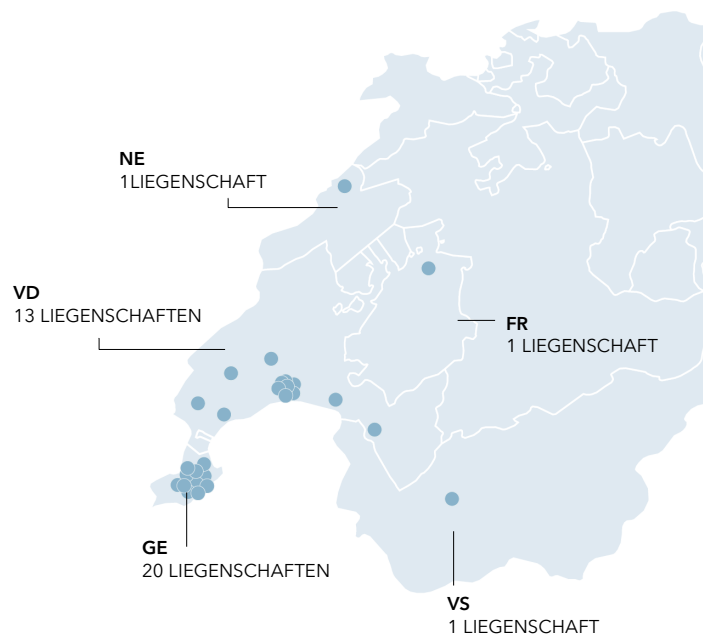 NE
1LIEGENSCHAFT
VD
13 LIEGENSCHAFTEN
FR
1 LIEGENSCHAFT
GE
20 LIEGENSCHAFTEN
VS
1 LIEGENSCHAFT